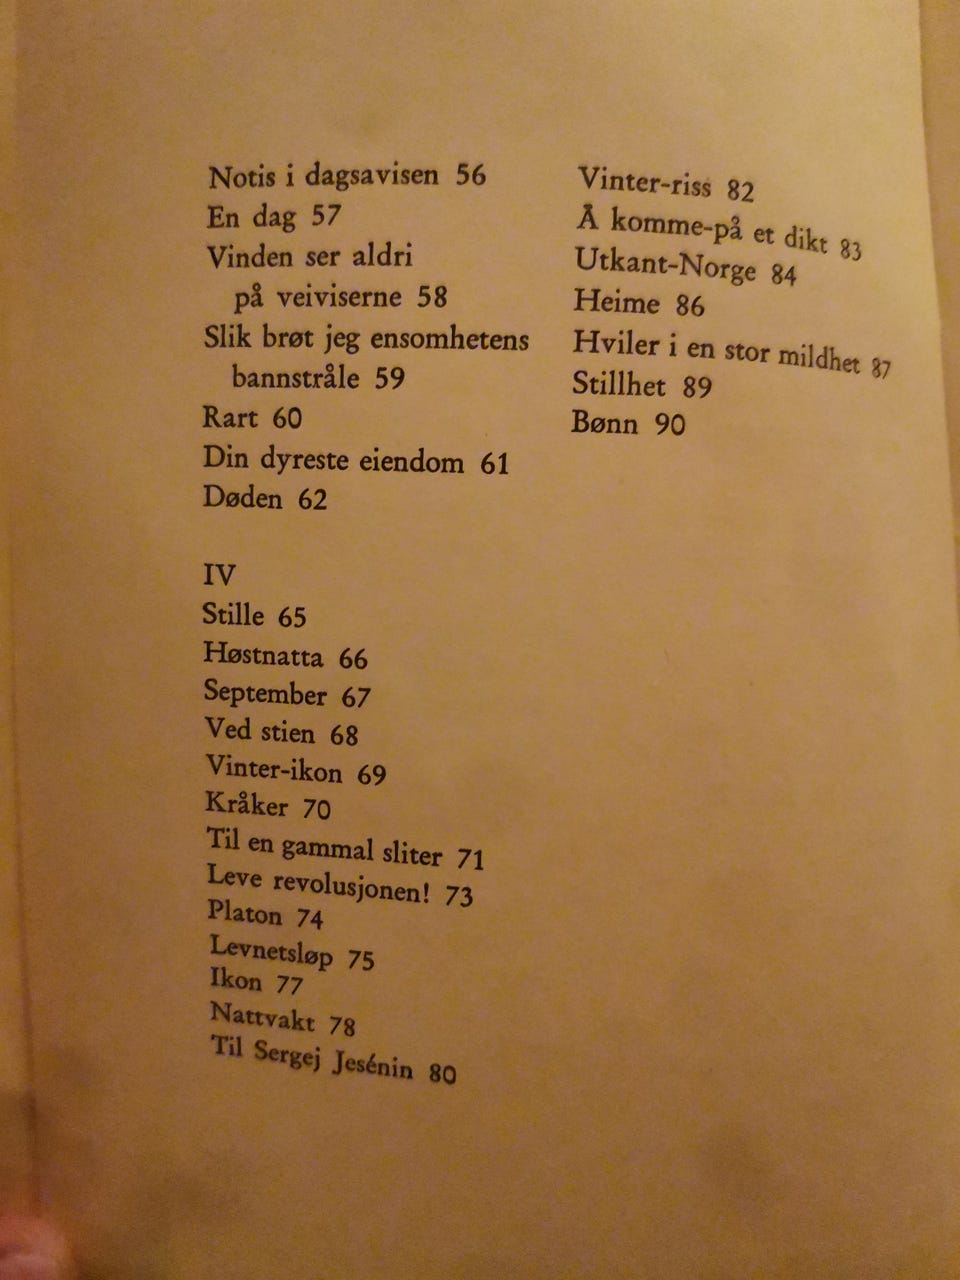 Notis i dagsavisen 56
En dag 57
Vinden ser aldri
på veiviserne 58
Slik brøt jeg ensomhetens
bannstråle 59
Rart 60
Din dyreste eiendom 61
Døden 62
IV
Stille 65
Høstnatta 66
September 67
Ved stien 68
Vinter-ikon 69
Kråker 70
Til en gammal sliter 71
Leve revolusjonen! 73
Platon 74
Levnetsløp 75
Ikon 77
Nattvakt 78
Til Sergej Jesénin 80
Vinter-riss 82
Å komme-på et dikt 83
Utkant-Norge 84
Heime 86
Hviler i en stor mildhet 87
Stillhet 89
Bønn 90